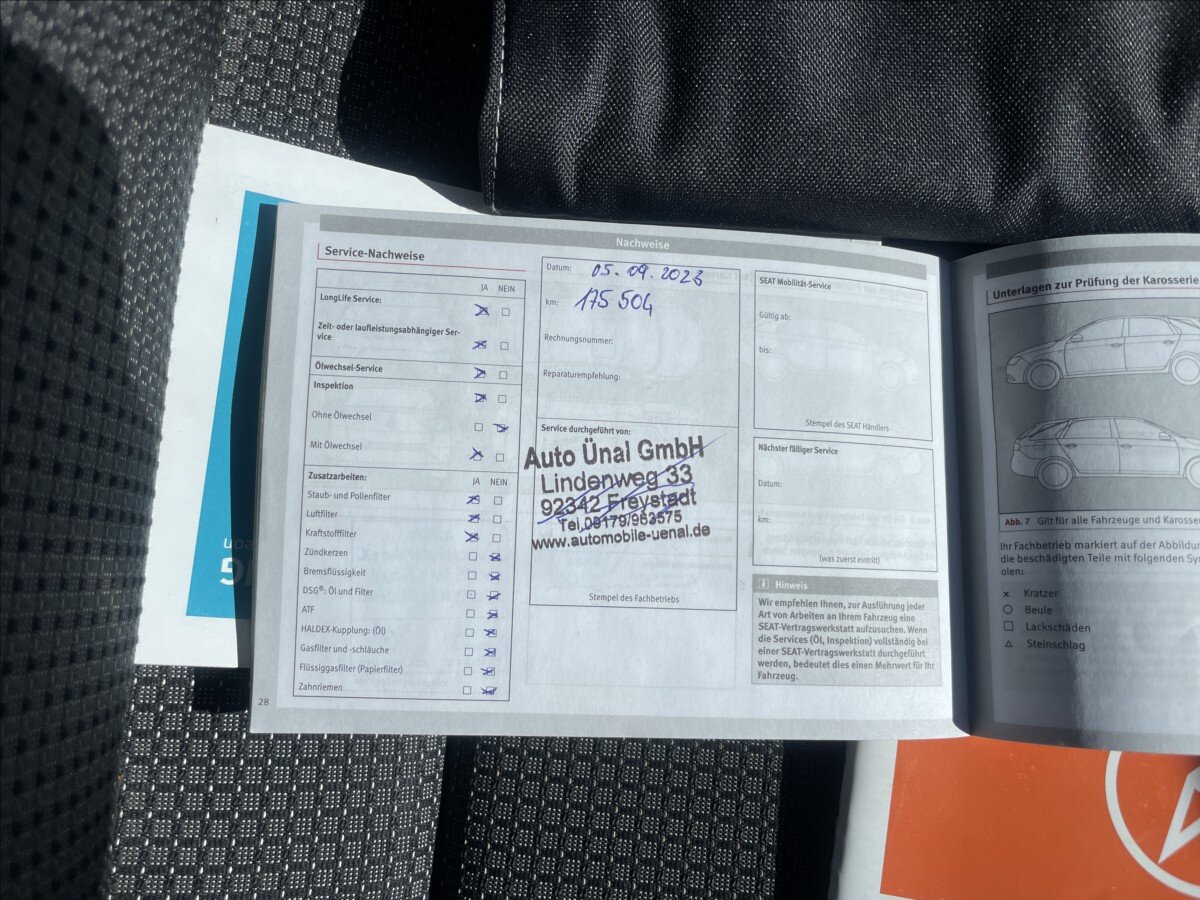 Nachweise
Service-Nachweise
JA NEIN
LongLife Service:
Zeit- oder laufleistungsabhängiger Ser-
vice
Ölwechsel-Service
Inspektion
Ohne Ölwechsel
Mit Ölwechsel
Zusatzarbeiten: JA NEIN
Staub- und Pollenfilter
Luftfilter
Kraftstofffilter
Zündkerzen
Bremsflüssigkeit
DSG®: Öl und Filter
ATF
HALDEX-Kupplung: (Öl)
Gasfilter und -schläuche
Flüssiggasfilter (Papierfilter)
Zahnriemen
28
Datum: 05.09.2023
km: 175 504
Rechnungsnummer:
Reparaturempfehlung:
Service durchgeführt von:
Auto Ünal GmbH
Lindenweg 33
92342 Freystadt
Tel.09179/963575
www.automobile-uenal.de
Stempel des Fachbetriebs
SEAT Mobilität-Service
Gültig ab:
bis:
Stempel des SEAT Händlers
Nächster fälliger Service
Datum:
km:
(was zuerst eintritt)
i Hinweis
Wir empfehlen Ihnen, zur Ausführung jeder
Art von Arbeiten an Ihrem Fahrzeug eine
SEAT-Vertragswerkstatt aufzusuchen. Wenn
die Services (Öl, Inspektion) vollständig bei
einer SEAT-Vertragswerkstatt durchgeführt
werden, bedeutet dies einen Mehrwert für Ihr
Fahrzeug.
Unterlagen zur Prüfung der Karosserie
Abb. 7 Gilt für alle Fahrzeuge und Karosse
Ihr Fachbetrieb markiert auf der Abbildun
die beschädigten Teile mit folgenden Sym
olen:
× Kratzer
○ Beule
□ Lackschäden
△ Steinschlag